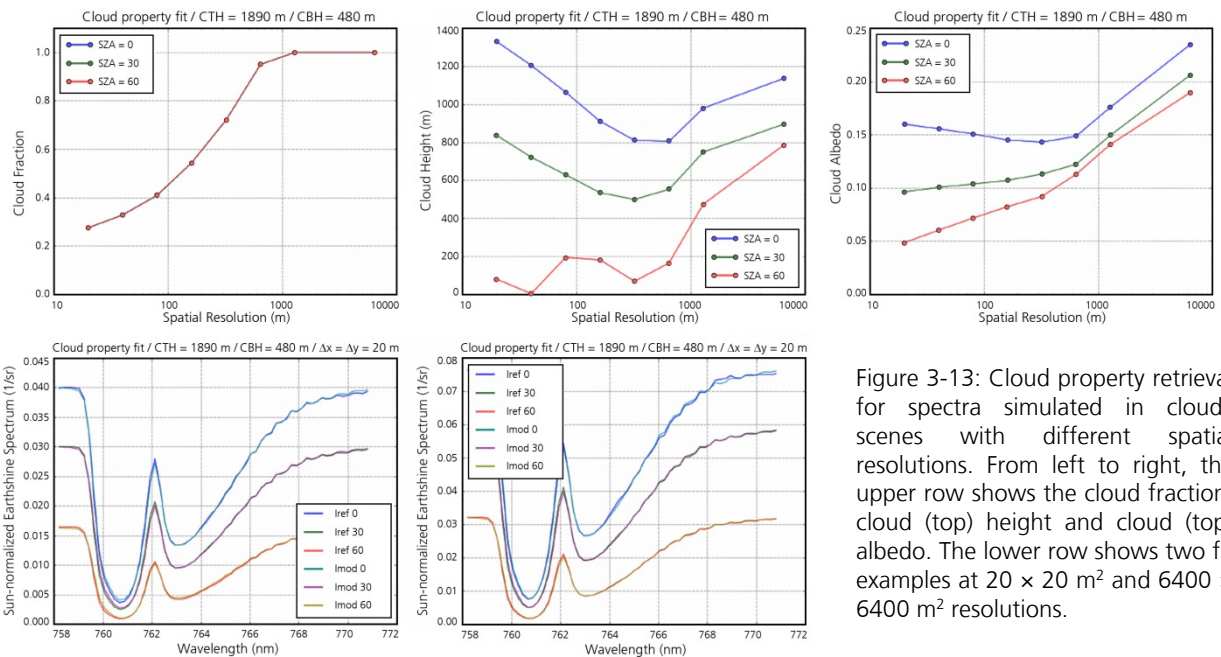 Cloud property fit / CTH = 1890 m / CBH = 480 m
1.0
0.8
0.6
0.4
0.2
0.0
Cloud Fraction
SZA = 0
SZA = 30
SZA = 60
10
100
1000
10000
Spatial Resolution (m)
Cloud property fit / CTH = 1890 m / CBH = 480 m
1400
1200
1000
800
600
400
200
0
Cloud Height (m)
SZA = 0
SZA = 30
SZA = 60
10
100
1000
10000
Spatial Resolution (m)
Cloud property fit / CTH = 1890 m / CBH = 480 m
0.25
0.20
0.15
0.10
0.05
0.00
Cloud Albedo
SZA = 0
SZA = 30
SZA = 60
10
100
1000
10000
Spatial Resolution (m)
Cloud property fit / CTH = 1890 m / CBH = 480 m / Δx = Δy = 20 m
0.045
0.040
0.035
0.030
0.025
0.020
0.015
0.010
0.005
0.000
Sun-normalized Earthshine Spectrum (1/sr)
Iref 0
Iref 30
Iref 60
Imod 0
Imod 30
Imod 60
758
760
762
764
766
768
770
772
Wavelength (nm)
Cloud property fit / CTH = 1890 m / CBH = 480 m / Δx = Δy = 20 m
0.08
0.07
0.06
0.05
0.04
0.03
0.02
0.01
0.00
Sun-normalized Earthshine Spectrum (1/sr)
Iref 0
Iref 30
Iref 60
Imod 0
Imod 30
Imod 60
758
760
762
764
766
768
770
772
Wavelength (nm)
Figure 3-13: Cloud property
for spectra simulated in
scenes with different
resolutions. From left to right,
upper row shows the cloud fraction
cloud (top) height and cloud (top
albedo. The lower row shows two
examples at 20 × 20 m² and 6400
6400 m² resolutions.